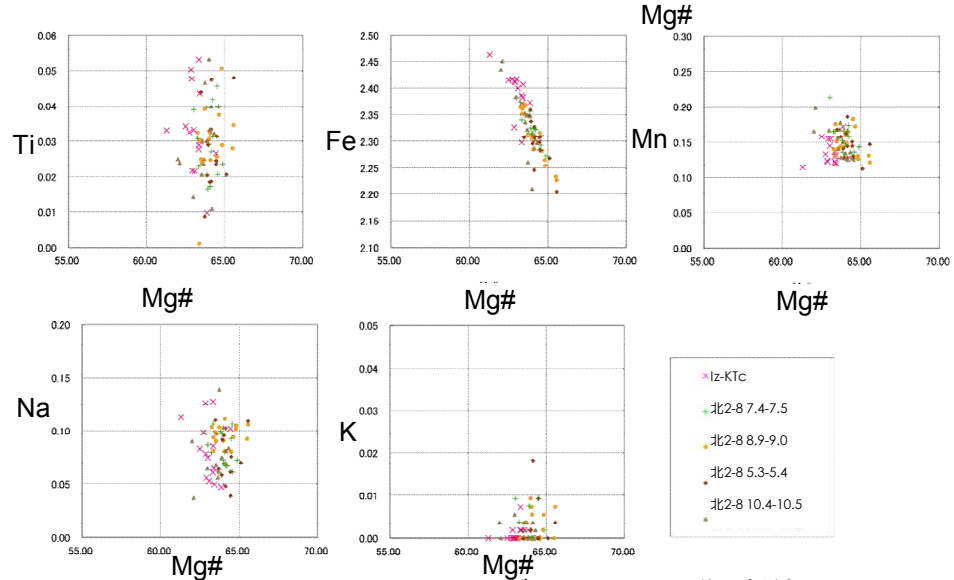 Mg#
0.06
0.05
0.04
0.03
0.02
0.01
0.00
Ti
55.00 60.00 65.00 70.00
Mg#
2.50
2.45
2.40
2.35
2.30
2.25
2.20
2.15
2.10
Fe
55.00 60.00 65.00 70.00
Mg#
0.30
0.25
0.20
0.15
0.10
0.05
0.00
Mn
55.00 60.00 65.00 70.00
Mg#
0.20
0.15
0.10
0.05
0.00
Na
55.00 60.00 65.00 70.00
Mg#
0.05
0.04
0.03
0.02
0.01
0.00
K
55.00 60.00 65.00 70.00
Mg#
Iz-KTc
北2-8 7.4-7.5
北2-8 8.9-9.0
北2-8 5.3-5.4
北2-8 10.4-10.5